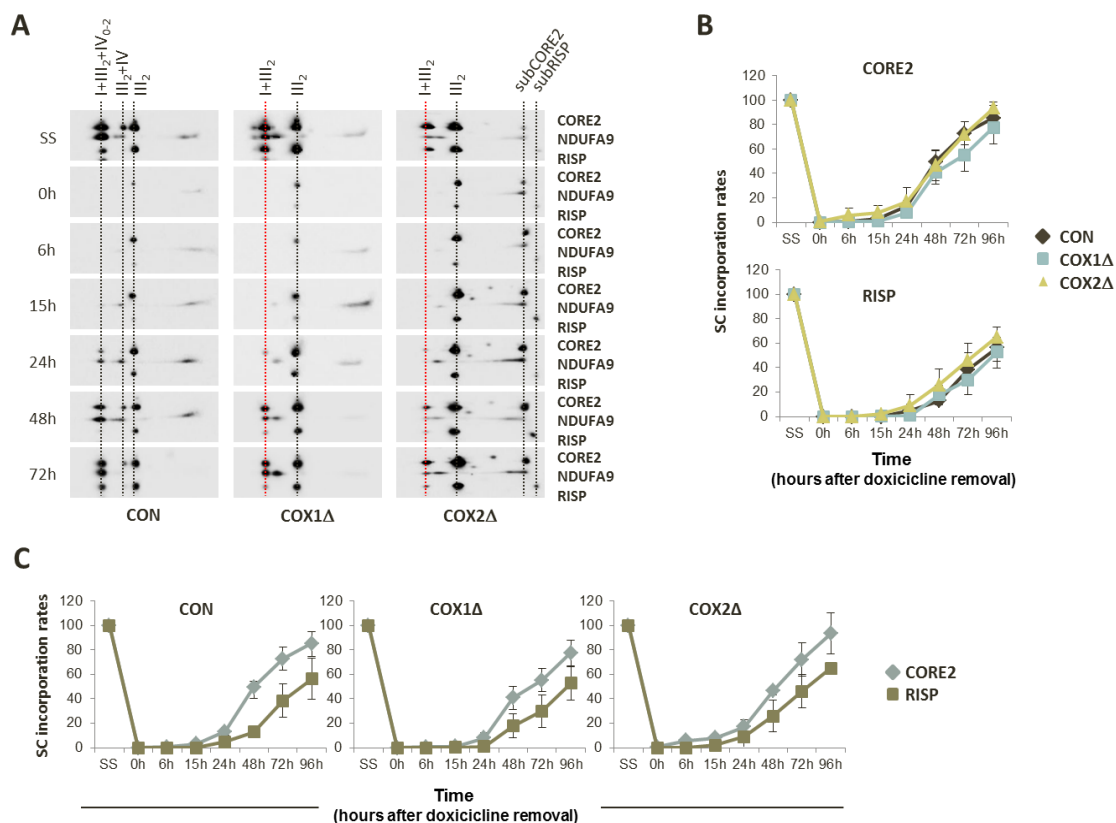 A
I+III2+IV0-2
III2+IV
III2
I+III2
III2
I+III2
III2
subCORE2
subRISP
SS
CORE2
NDUFA9
RISP
0h
CORE2
NDUFA9
RISP
6h
CORE2
NDUFA9
RISP
15h
CORE2
NDUFA9
RISP
24h
CORE2
NDUFA9
RISP
48h
CORE2
NDUFA9
RISP
72h
CORE2
NDUFA9
RISP
CON COX1Δ COX2Δ
B
CORE2
120
100
80
60
40
20
0
SS 0h 6h 15h 24h 48h 72h 96h
RISP
120
100
80
60
40
20
0
SS 0h 6h 15h 24h 48h 72h 96h
SC incorporation rates
Time
(hours after doxicicline removal)
CON
COX1Δ
COX2Δ
C
SC incorporation rates
CON
120
100
80
60
40
20
0
SS 0h 6h 15h 24h 48h 72h 96h
COX1Δ
120
100
80
60
40
20
0
SS 0h 6h 15h 24h 48h 72h 96h
COX2Δ
120
100
80
60
40
20
0
SS 0h 6h 15h 24h 48h 72h 96h
CORE2
RISP
Time
(hours after doxicicline removal)